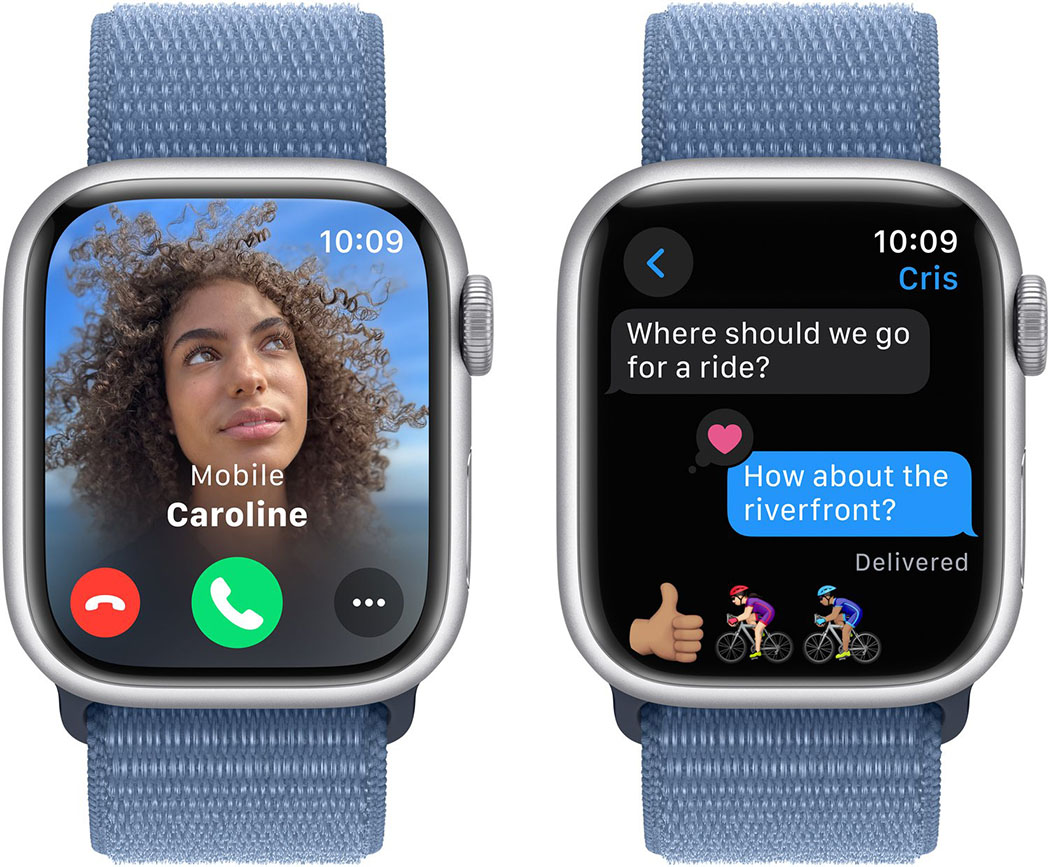 10:09
Mobile
Caroline
10:09
Cris
Where should we go
for a ride?
How about the
riverfront?
Delivered